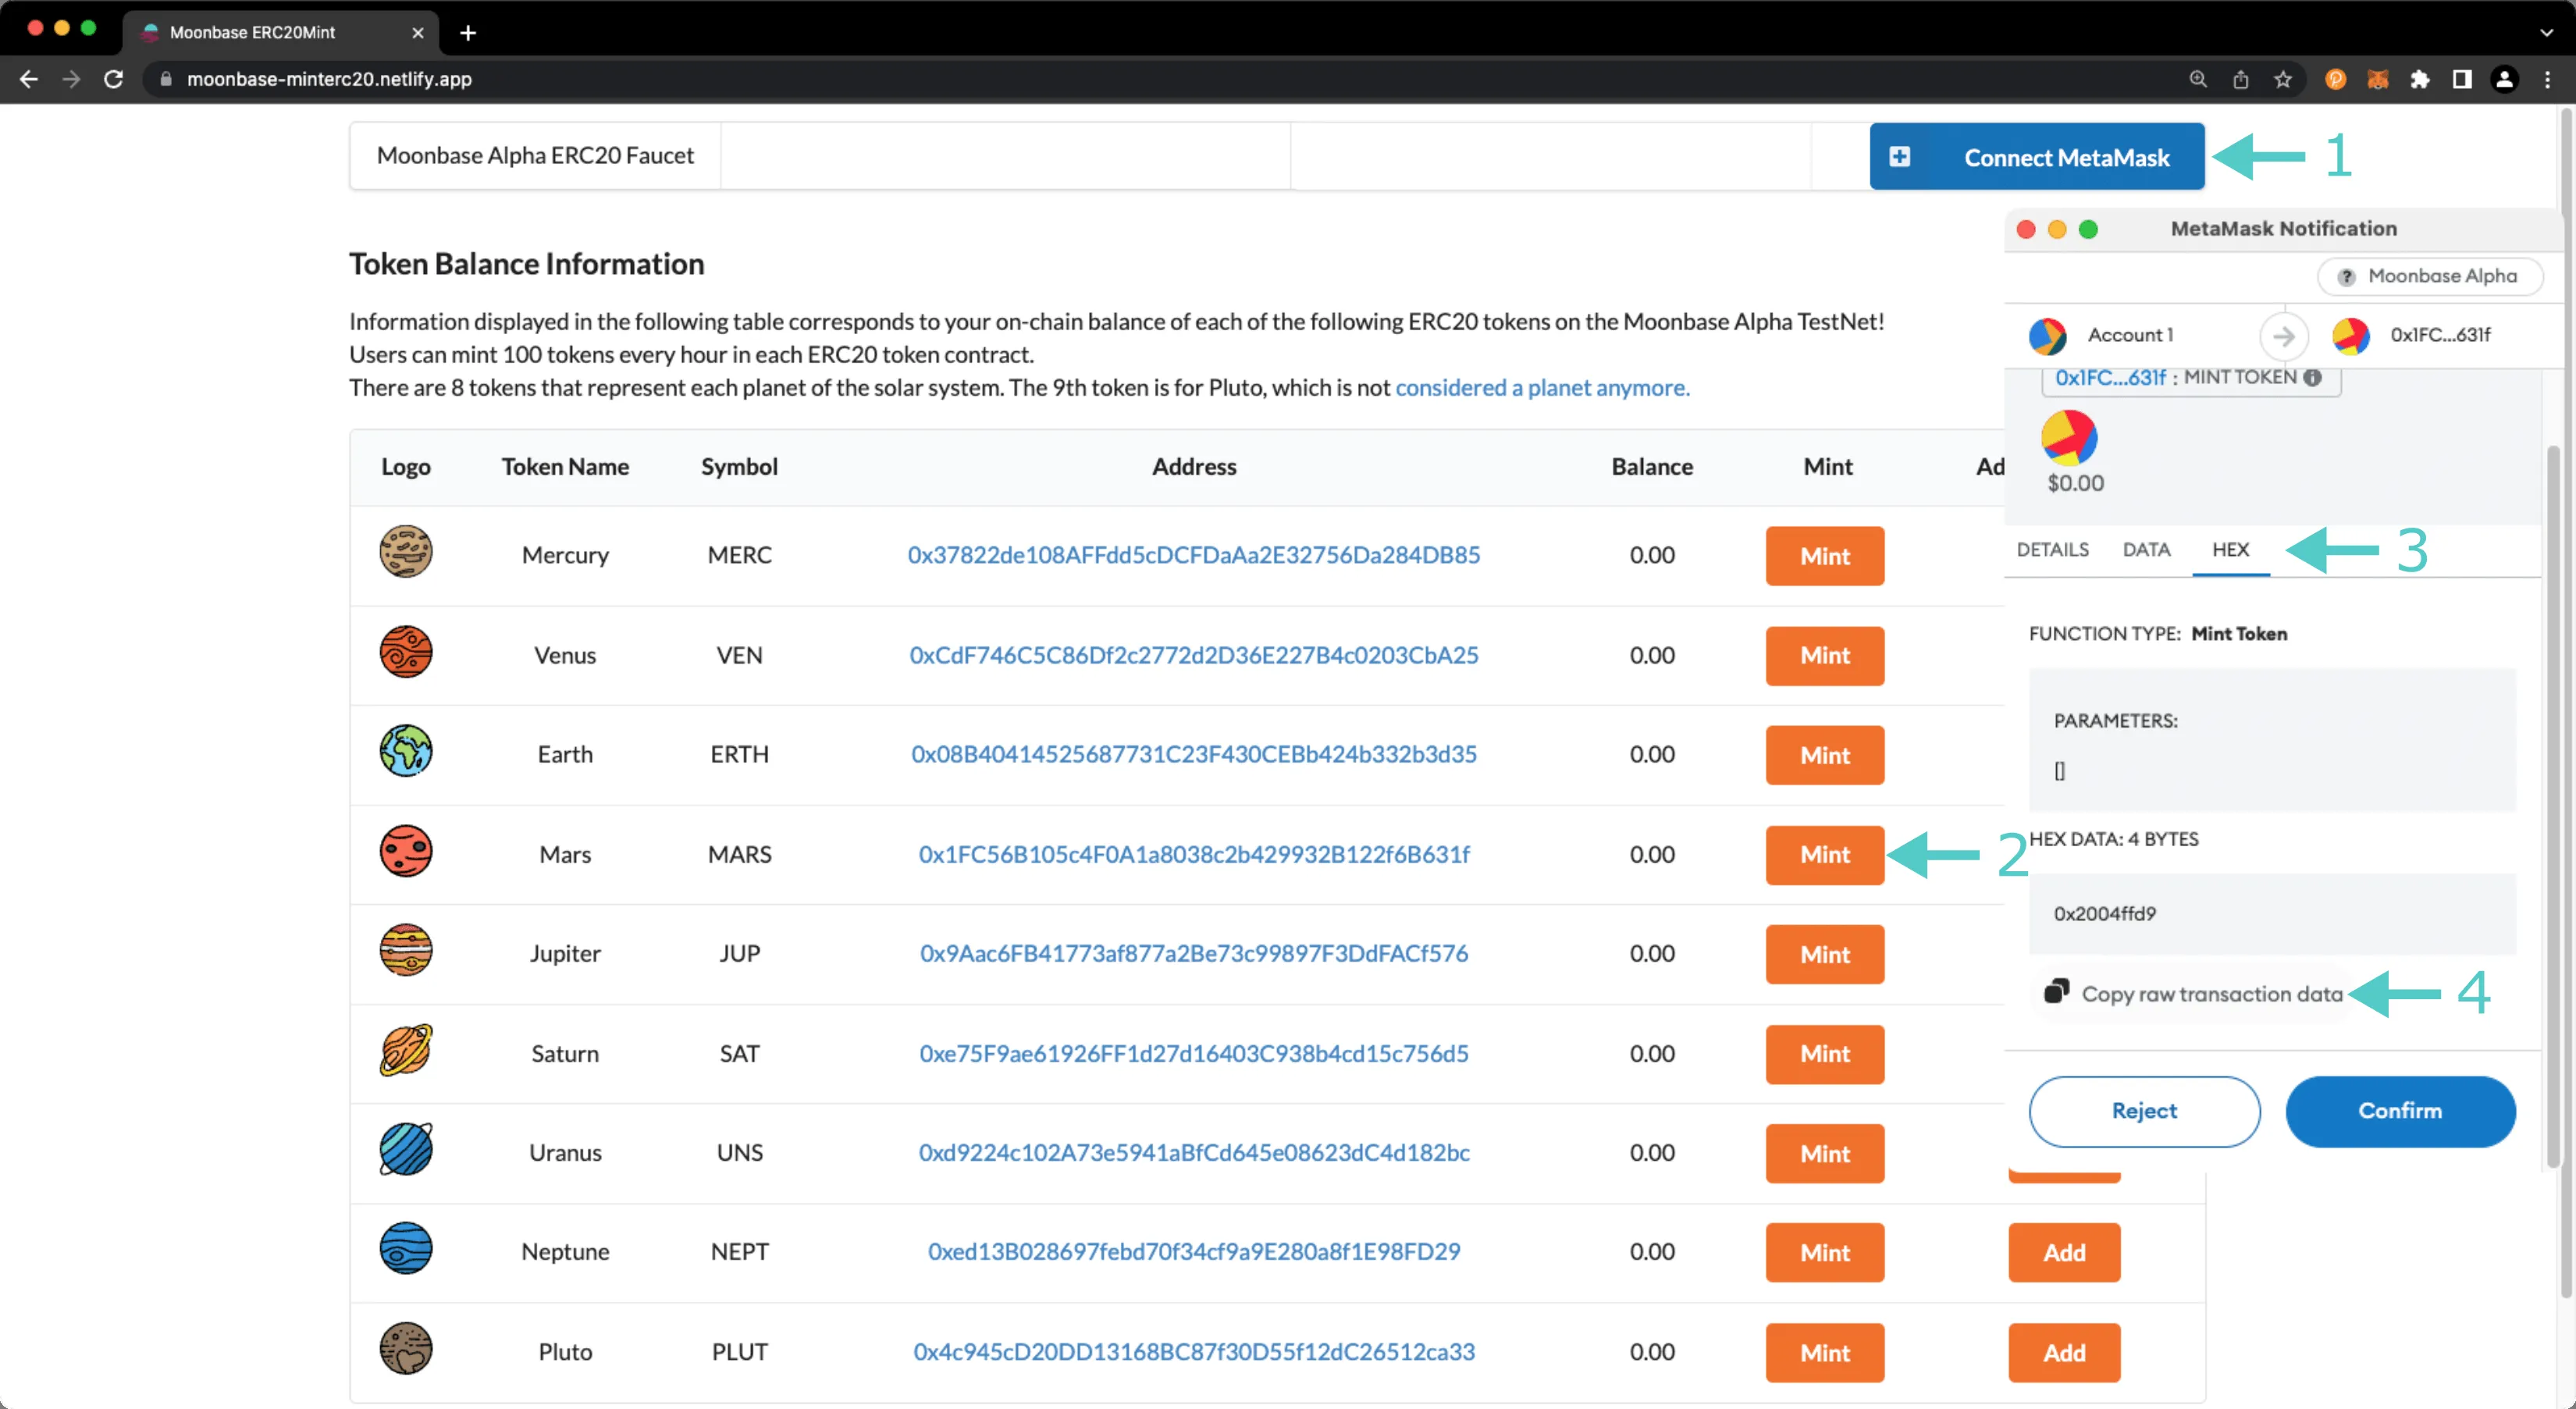 Moonbase ERC20Mint
moonbase-minterc20.netlify.app
Moonbase Alpha ERC20 Faucet
Connect MetaMask
1
Token Balance Information
Information displayed in the following table corresponds to your on-chain balance of each of the following ERC20 tokens on the Moonbase Alpha TestNet!
Users can mint 100 tokens every hour in each ERC20 token contract.
There are 8 tokens that represent each planet of the solar system. The 9th token is for Pluto, which is not considered a planet anymore.
Logo Token Name Symbol Address Balance Mint Ad
Mercury MERC 0x37822de108AFFdd5cDCFDaAa2E32756Da284DB85 0.00 Mint
Venus VEN 0xCdF746C5C86Df2c2772d2D36E227B4c0203CbA25 0.00 Mint
Earth ERTH 0x08B40414525687731C23F430CEBb424b332b3d35 0.00 Mint
Mars MARS 0x1FC56B105c4F0A1a8038c2b429932B122f6B631f 0.00 Mint 2
Jupiter JUP 0x9Aac6FB41773af877a2Be73c99897F3DdFACf576 0.00 Mint
Saturn SAT 0xe75F9ae61926FF1d27d16403C938b4cd15c756d5 0.00 Mint
Uranus UNS 0xd9224c102A73e5941aBfCd645e08623dC4d182bc 0.00 Mint
Neptune NEPT 0xed13B028697febd70f34cf9a9E280a8f1E98FD29 0.00 Mint Add
Pluto PLUT 0x4c945cD20DD13168BC87f30D55f12dC26512ca33 0.00 Mint Add
MetaMask Notification
? Moonbase Alpha
Account 1 0x1FC...631f
0x1FC...631f : MINT TOKEN
$0.00
DETAILS DATA HEX 3
FUNCTION TYPE: Mint Token
PARAMETERS:
[]
HEX DATA: 4 BYTES
0x2004ffd9
Copy raw transaction data 4
Reject Confirm